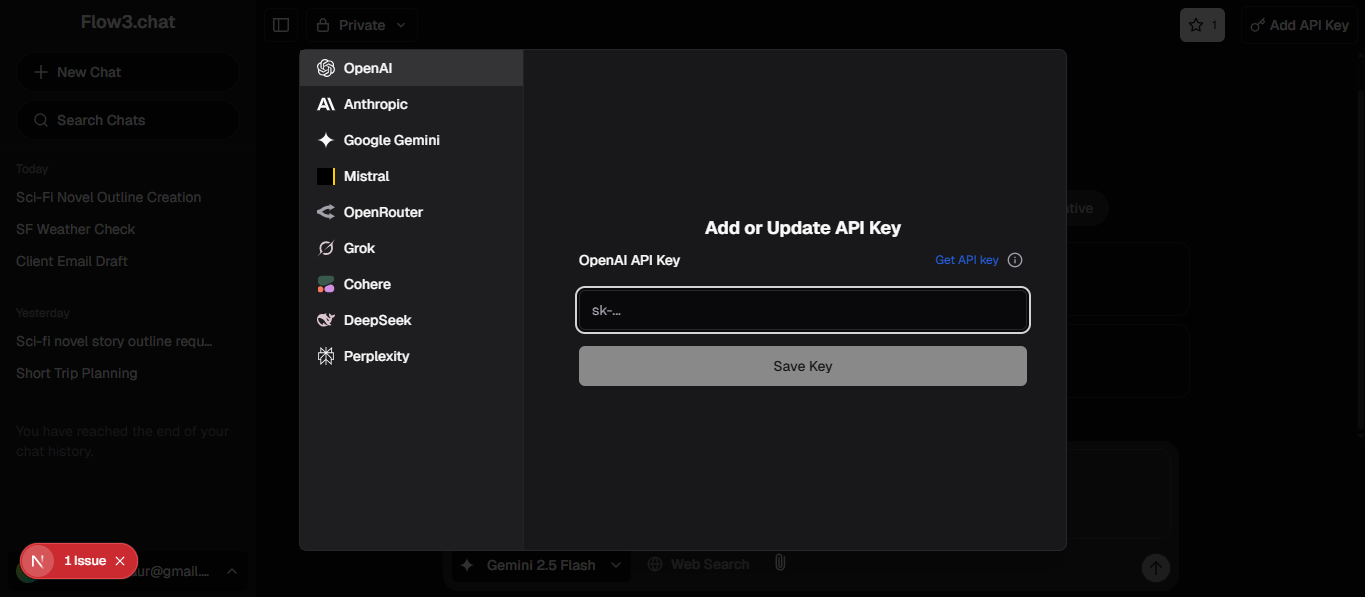 Flow3.chat
Private
1
Add API Key
New Chat
Search Chats
Today
Sci-Fi Novel Outline Creation
SF Weather Check
Client Email Draft
Yesterday
Sci-fi novel story outline requ...
Short Trip Planning
You have reached the end of your
chat history.
N 1 Issue
ur@gmail....
OpenAI
Anthropic
Google Gemini
Mistral
OpenRouter
Grok
Cohere
DeepSeek
Perplexity
Add or Update API Key
OpenAI API Key Get API key
sk-...
Save Key
Gemini 2.5 Flash
Web Search